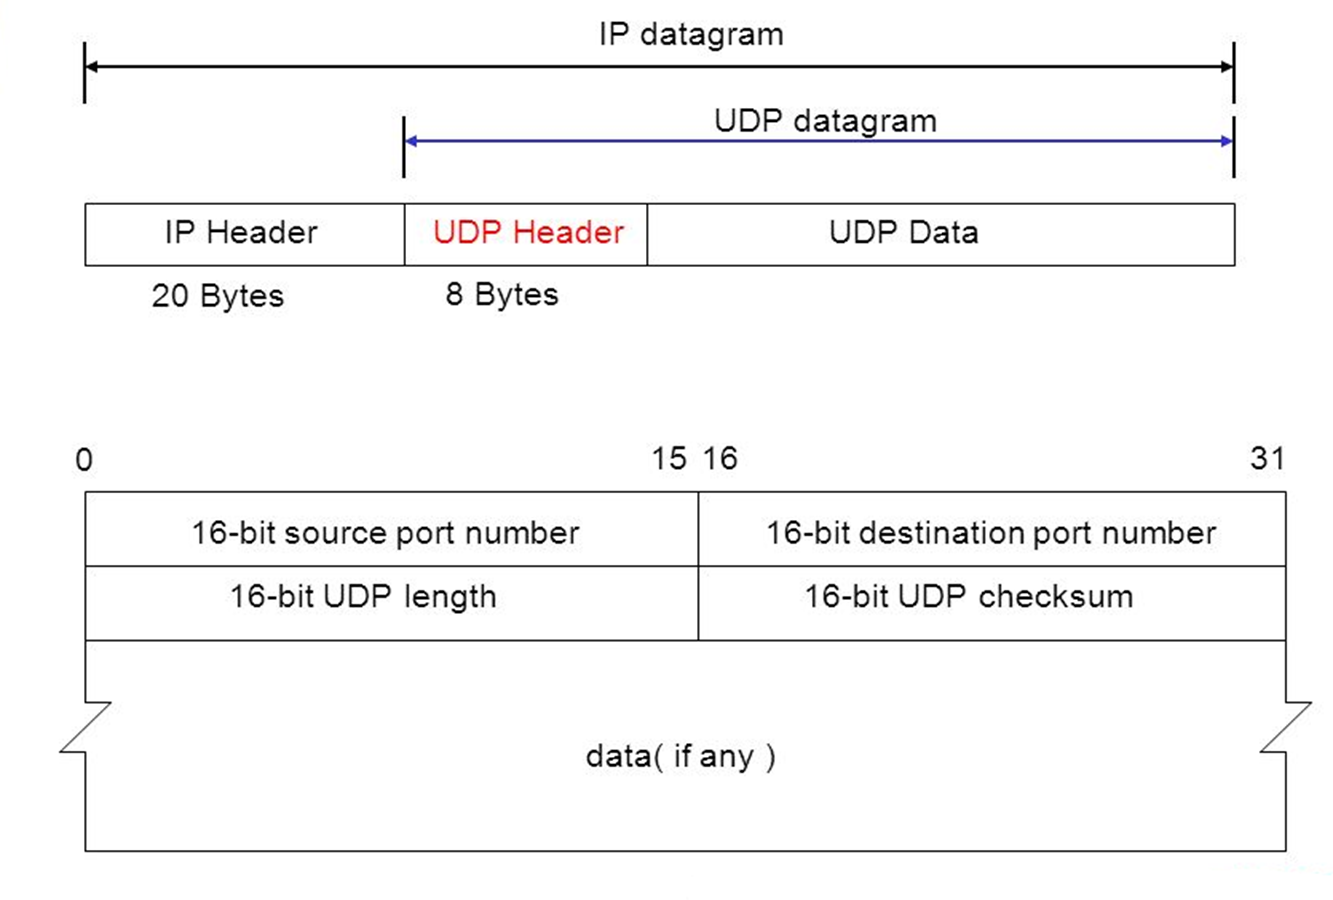 IP datagram
UDP datagram
IP Header UDP Header UDP Data
20 Bytes 8 Bytes
0 15 16 31
16-bit source port number 16-bit destination port number
16-bit UDP length 16-bit UDP checksum
data( if any )